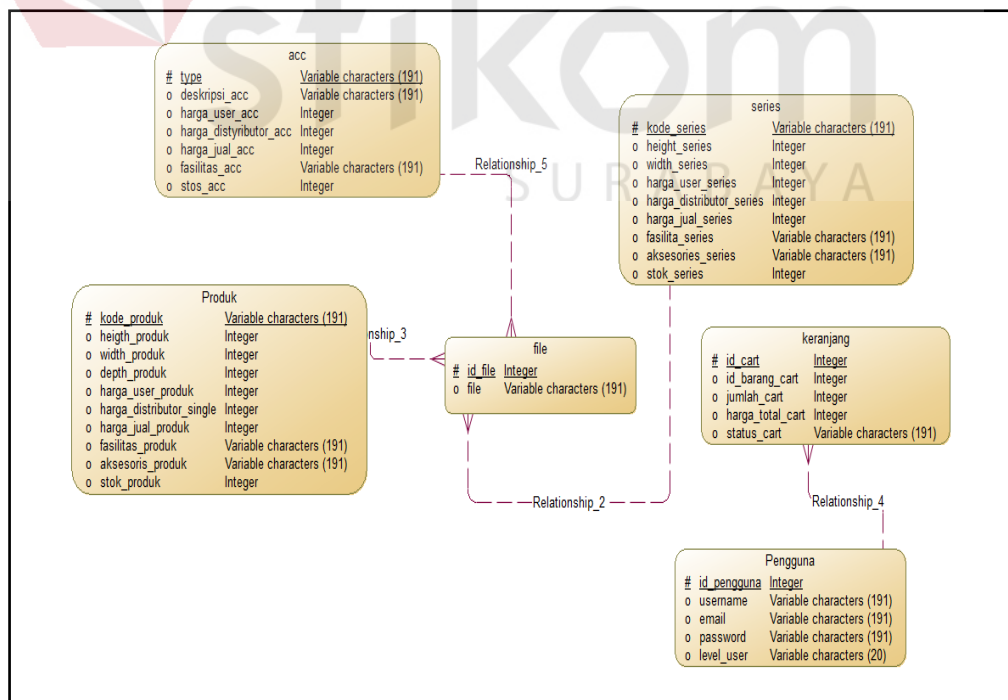 stikom
SURABAYA
acc
# type Variable characters (191)
o deskripsi_acc Variable characters (191)
o harga_user_acc Integer
o harga_distyributor_acc Integer
o harga_jual_acc Integer
o fasilitas_acc Variable characters (191)
o stos_acc Integer
series
# kode_series Variable characters (191)
o height_series Integer
o width_series Integer
o harga_user_series Integer
o harga_distributor_series Integer
o harga_jual_series Integer
o fasilita_series Variable characters (191)
o aksesories_series Variable characters (191)
o stok_series Integer
Relationship_5
Produk
# kode_produk Variable characters (191)
o heigth_produk Integer
o width_produk Integer
o depth_produk Integer
o harga_user_produk Integer
o harga_distributor_single Integer
o harga_jual_produk Integer
o fasilitas_produk Variable characters (191)
o aksesoris_produk Variable characters (191)
o stok_produk Integer
onship_3
file
# id_file Integer
o file Variable characters (191)
keranjang
# id_cart Integer
o id_barang_cart Integer
o jumlah_cart Integer
o harga_total_cart Integer
o status_cart Variable characters (191)
Relationship_2
Relationship_4
Pengguna
# id_pengguna Integer
o username Variable characters (191)
o email Variable characters (191)
o password Variable characters (191)
o level_user Variable characters (20)